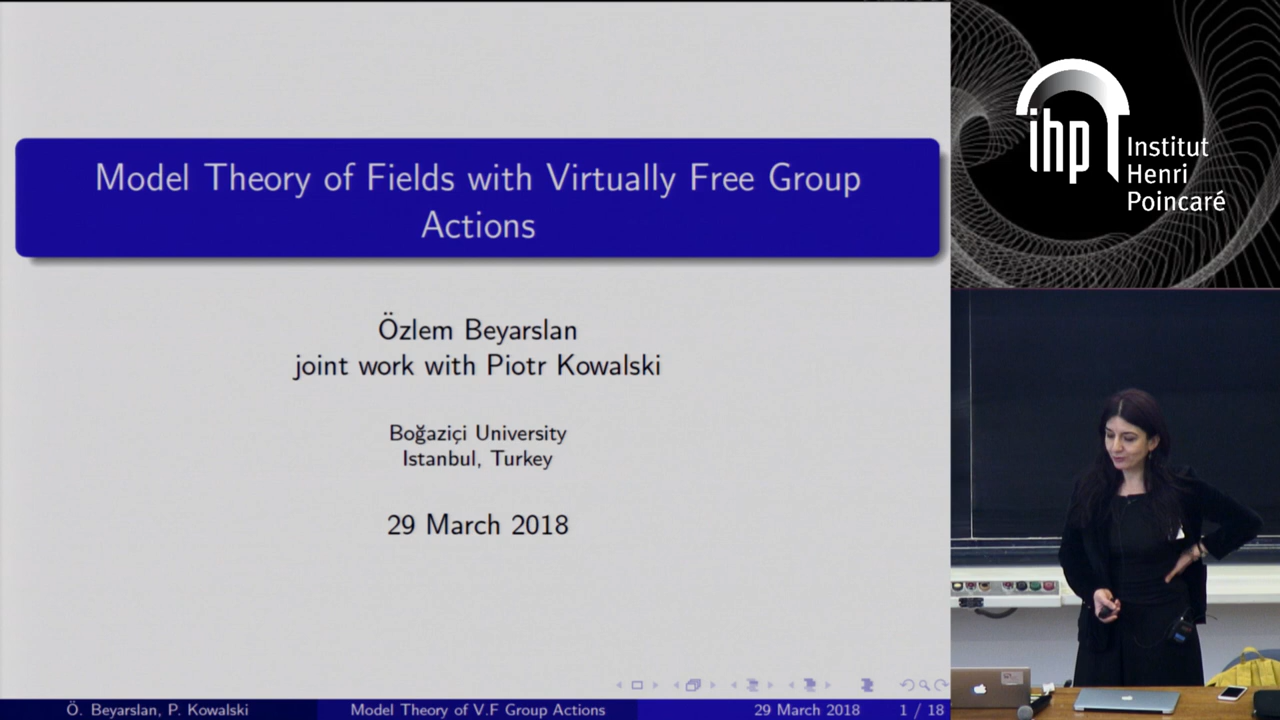 Model Theory of Fields with Virtually Free Group
Actions
Özlem Beyarslan
joint work with Piotr Kowalski
Boğaziçi University
Istanbul, Turkey
29 March 2018
Ö. Beyarslan, P. Kowalski
Model Theory of V.F Group Actions
29 March 2018
1 / 18
ihp
Institut
Henri
Poincaré